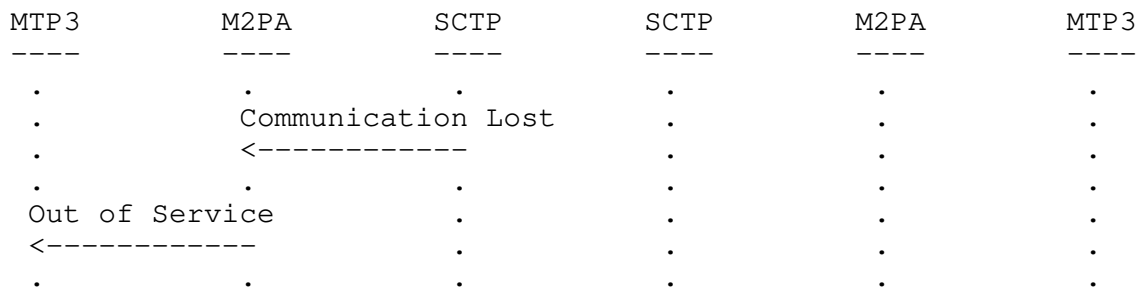 MTP3        M2PA        SCTP        SCTP        M2PA        MTP3
----        ----        ----        ----        ----        ----
 .           .           .           .           .           .
 .           Communication Lost      .           .           .
 .           <------------           .           .           .
 .           .           .           .           .           .
 Out of Service          .           .           .           .
 <------------           .           .           .           .
 .           .           .           .           .           .